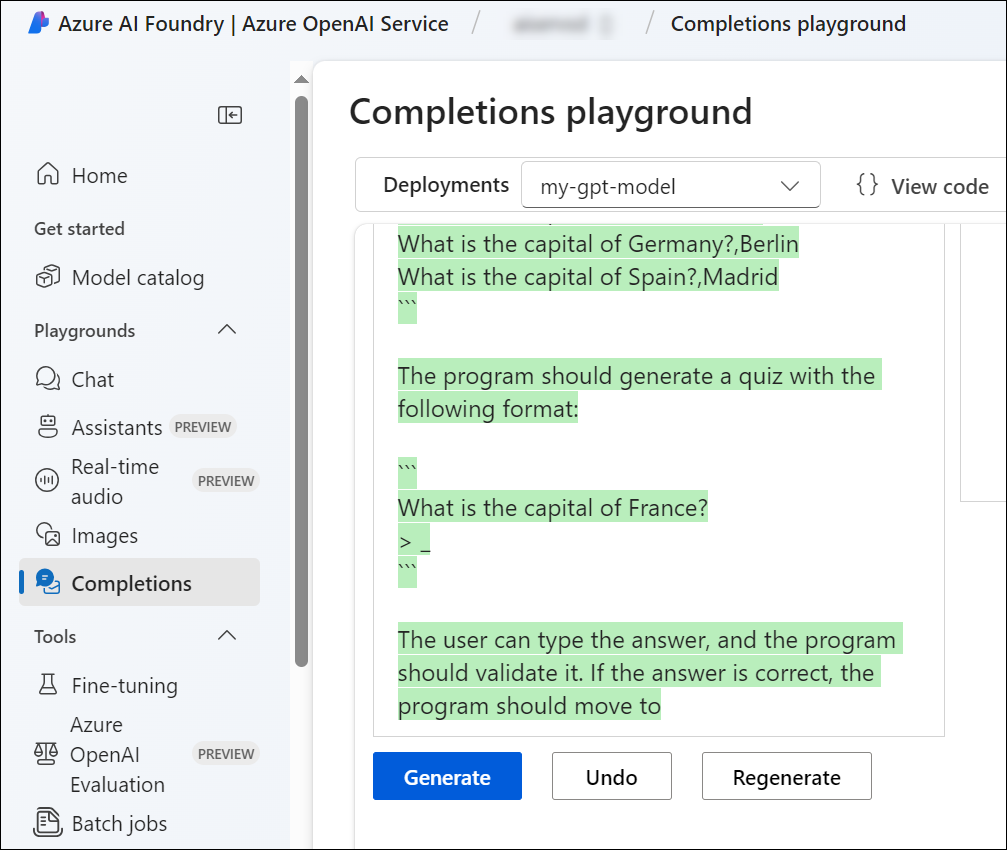 Azure AI Foundry | Azure OpenAI Service / / Completions playground
Completions playground
Home
Get started
Model catalog
Playgrounds
Chat
Assistants PREVIEW
Real-time
audio PREVIEW
Images
Completions
Tools
Fine-tuning
Azure
OpenAI PREVIEW
Evaluation
Batch jobs
Deployments my-gpt-model {} View code
What is the capital of Germany?,Berlin
What is the capital of Spain?,Madrid
```
The program should generate a quiz with the
following format:
```
What is the capital of France?
> _
```
The user can type the answer, and the program
should validate it. If the answer is correct, the
program should move to
Generate Undo Regenerate